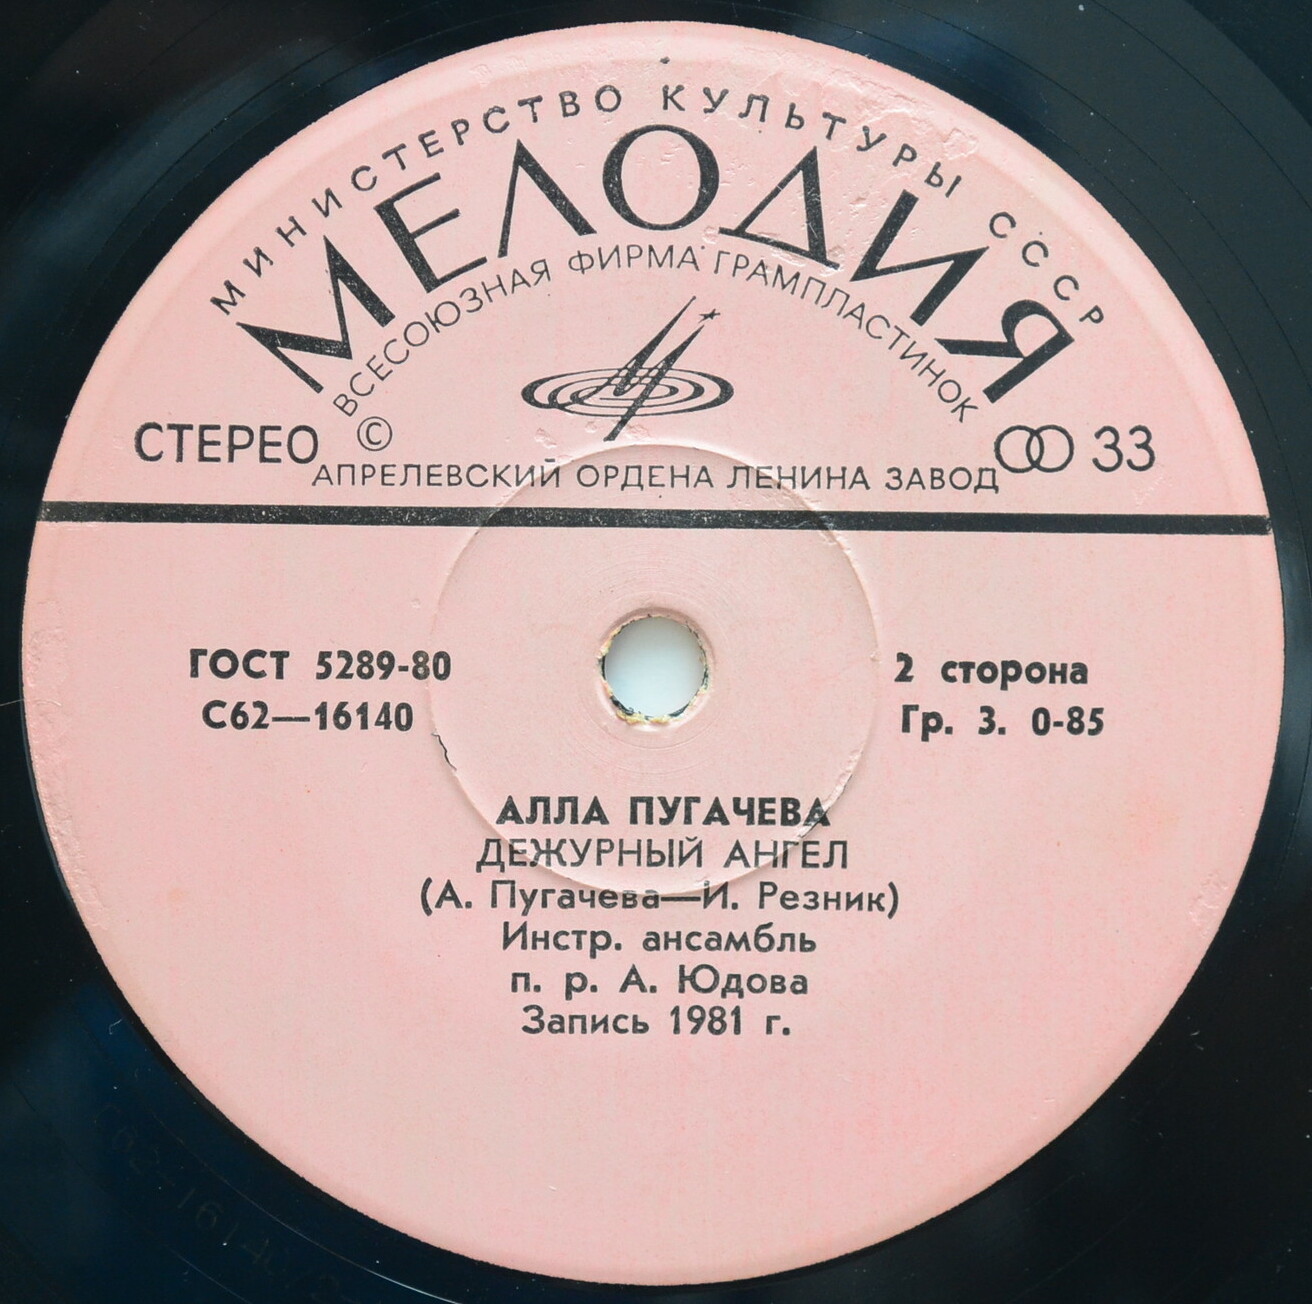 МИНИСТЕРСТВО КУЛЬТУРЫ СССР
МЕЛОДИЯ
ВСЕСОЮЗНАЯ ФИРМА ГРАМПЛАСТИНОК
СТЕРЕО © 33
АПРЕЛЕВСКИЙ ОРДЕНА ЛЕНИНА ЗАВОД
ГОСТ 5289-80
С62—16140
2 сторона
Гр. 3. 0-85
АЛЛА ПУГАЧЕВА
ДЕЖУРНЫЙ АНГЕЛ
(А. Пугачева—И. Резник)
Инстр. ансамбль
п. р. А. Юдова
Запись 1981 г.